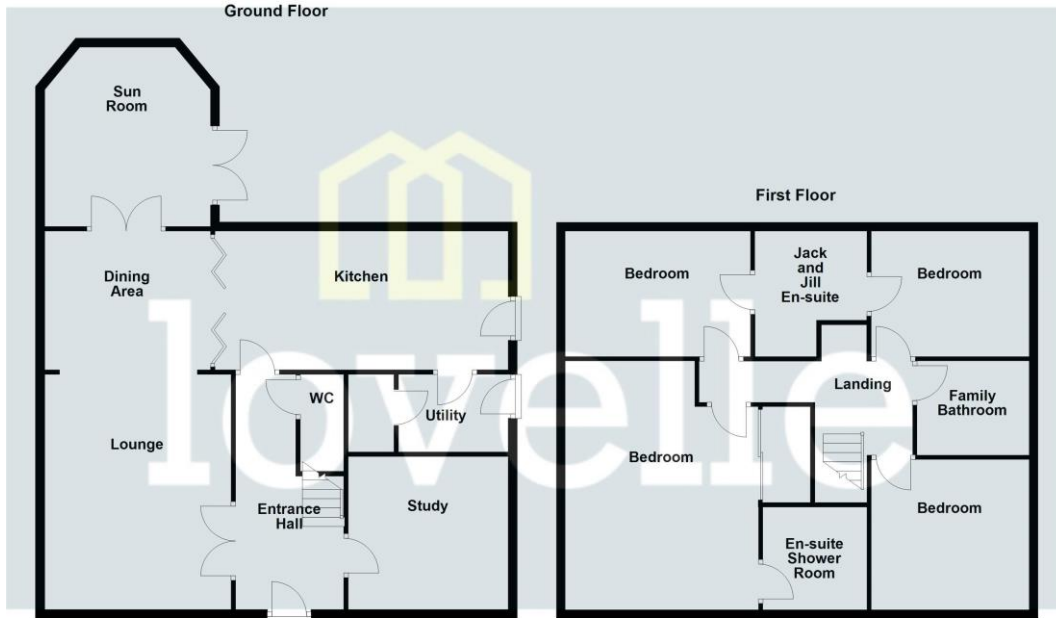 Ground Floor
Sun
Room
Dining
Area
Kitchen
WC
Utility
Lounge
Entrance
Hall
Study
lovelle
First Floor
Bedroom
Jack
and
Jill
En-suite
Bedroom
Landing
Family
Bathroom
Bedroom
Bedroom
En-suite
Shower
Room